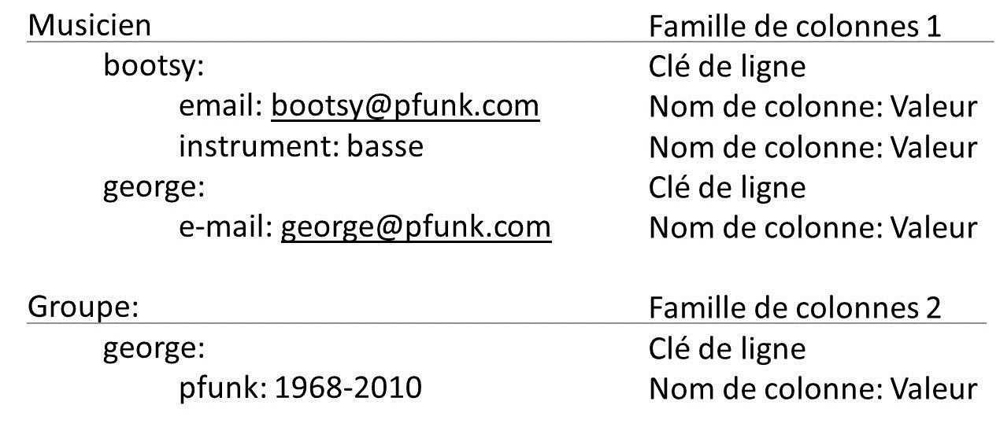 Musicien Famille de colonnes 1
bootsy: Clé de ligne
email: bootsy@pfunk.com Nom de colonne: Valeur
instrument: basse Nom de colonne: Valeur
george: Clé de ligne
e-mail: george@pfunk.com Nom de colonne: Valeur
Groupe: Famille de colonnes 2
george: Clé de ligne
pfunk: 1968-2010 Nom de colonne: Valeur